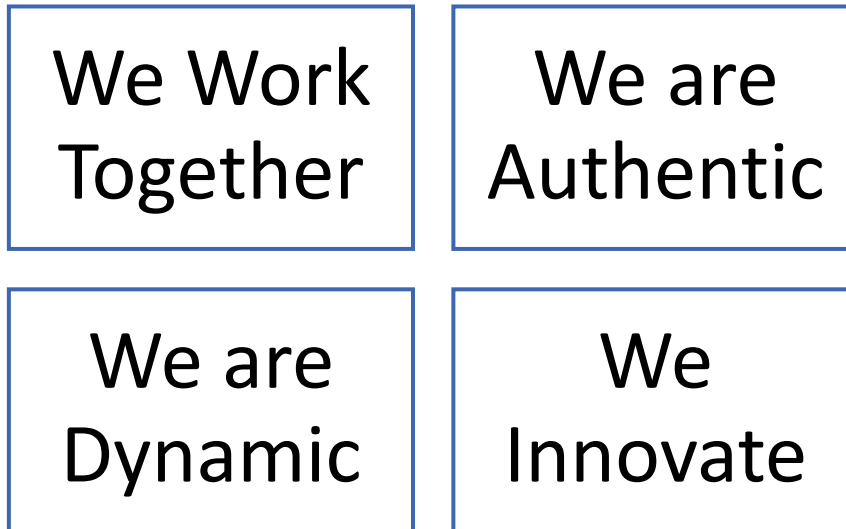 We Work
Together
We are
Authentic
We are
Dynamic
We
Innovate